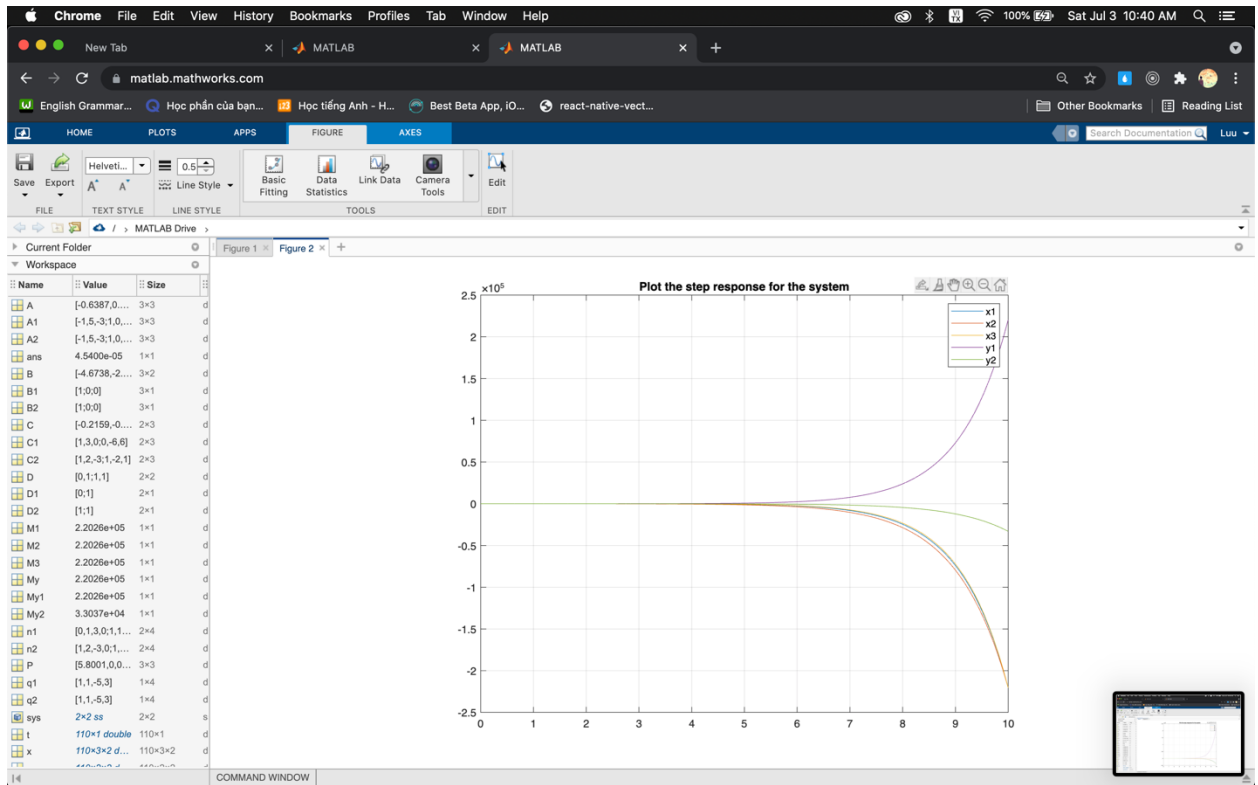 Chrome File Edit View History Bookmarks Profiles Tab Window Help VI TX 100% Sat Jul 3 10:40 AM
New Tab MATLAB MATLAB
matlab.mathworks.com
English Grammar... Học phần của bạn... Học tiếng Anh - H... Best Beta App, iO... react-native-vect... Other Bookmarks Reading List
HOME PLOTS APPS FIGURE AXES Search Documentation Luu
Save Export Helveti... A A 0.5 Line Style Basic Fitting Data Statistics Link Data Camera Tools Edit
FILE TEXT STYLE LINE STYLE TOOLS EDIT
/ › MATLAB Drive ›
Current Folder Figure 1 × Figure 2 ×
Workspace
Name Value Size
A [-0.6387,0.... 3×3 d
A1 [-1,5,-3;1,0,... 3×3 d
A2 [-1,5,-3;1,0,... 3×3 d
ans 4.5400e-05 1×1 d
B [-4.6738,-2.... 3×2 d
B1 [1;0;0] 3×1 d
B2 [1;0;0] 3×1 d
C [-0.2159,-0.... 2×3 d
C1 [1,3,0;0,-6,6] 2×3 d
C2 [1,2,-3;1,-2,1] 2×3 d
D [0,1;1,1] 2×2 d
D1 [0;1] 2×1 d
D2 [1;1] 2×1 d
M1 2.2026e+05 1×1 d
M2 2.2026e+05 1×1 d
M3 2.2026e+05 1×1 d
My 2.2026e+05 1×1 d
My1 2.2026e+05 1×1 d
My2 3.3037e+04 1×1 d
n1 [0,1,3,0;1,1... 2×4 d
n2 [1,2,-3,0;1,... 2×4 d
P [5.8001,0,0... 3×3 d
q1 [1,1,-5,3] 1×4 d
q2 [1,1,-5,3] 1×4 d
sys 2×2 ss 2×2 s
t 110×1 double 110×1 d
x 110×3×2 d... 110×3×2 d
Plot the step response for the system
×10⁵
2.5
2
1.5
1
0.5
0
-0.5
-1
-1.5
-2
-2.5
0 1 2 3 4 5 6 7 8 9 10
x1
x2
x3
y1
y2
COMMAND WINDOW